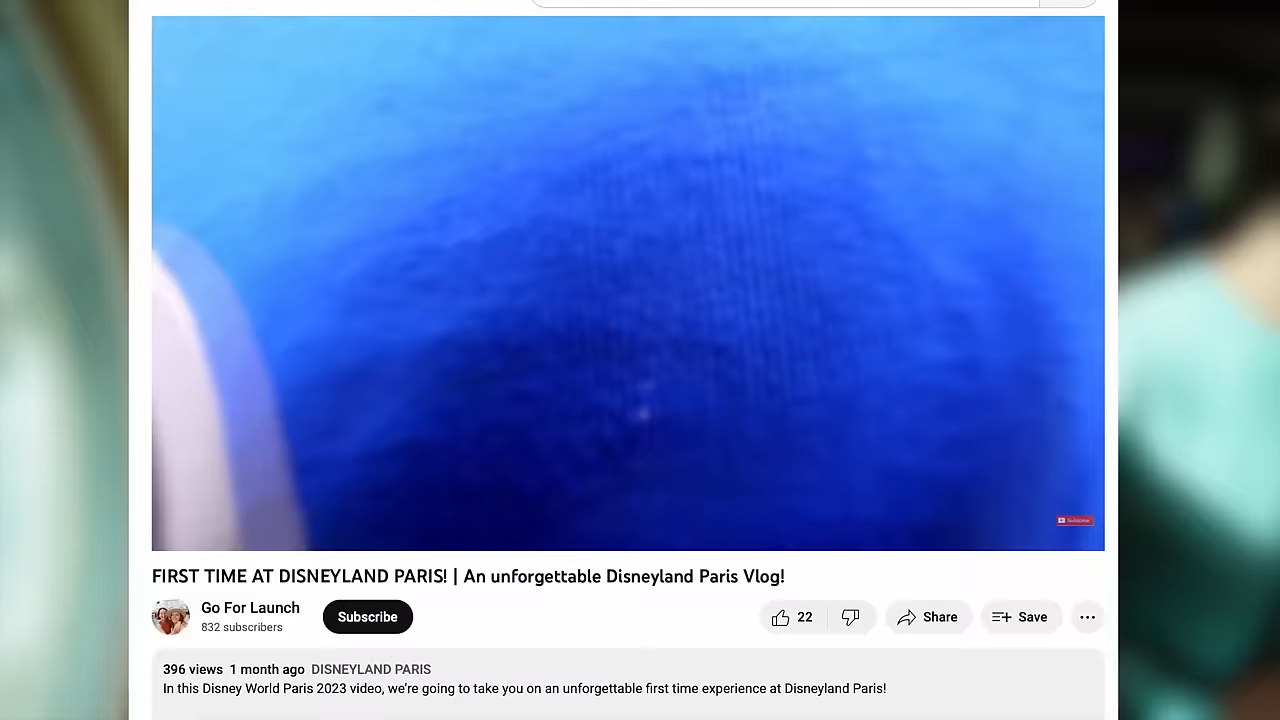 Subscribe
FIRST TIME AT DISNEYLAND PARIS! | An unforgettable Disneyland Paris Vlog!
Go For Launch
832 subscribers
Subscribe
22
Share
Save
396 views 1 month ago DISNEYLAND PARIS
In this Disney World Paris 2023 video, we're going to take you on an unforgettable first time experience at Disneyland Paris!